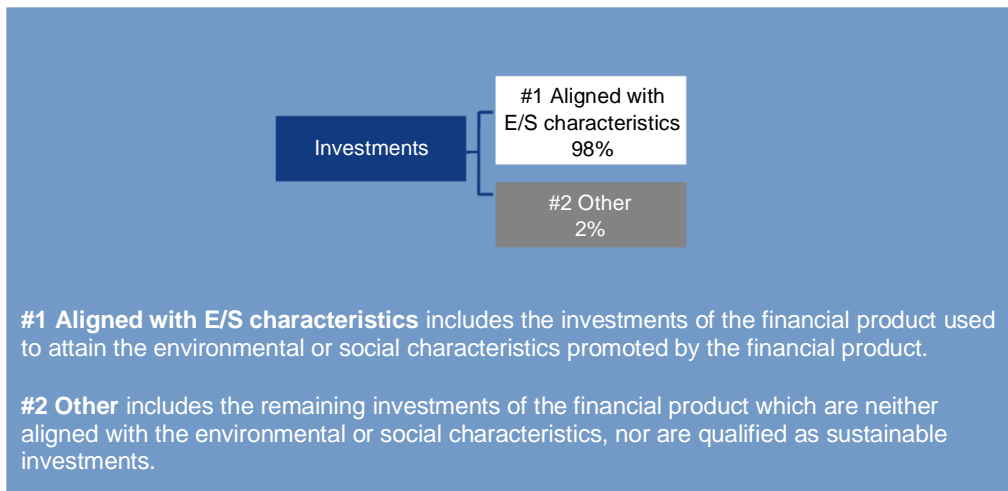 Investments
#1 Aligned with
E/S characteristics
98%
#2 Other
2%
#1 Aligned with E/S characteristics includes the investments of the financial product used
to attain the environmental or social characteristics promoted by the financial product.
#2 Other includes the remaining investments of the financial product which are neither
aligned with the environmental or social characteristics, nor are qualified as sustainable
investments.